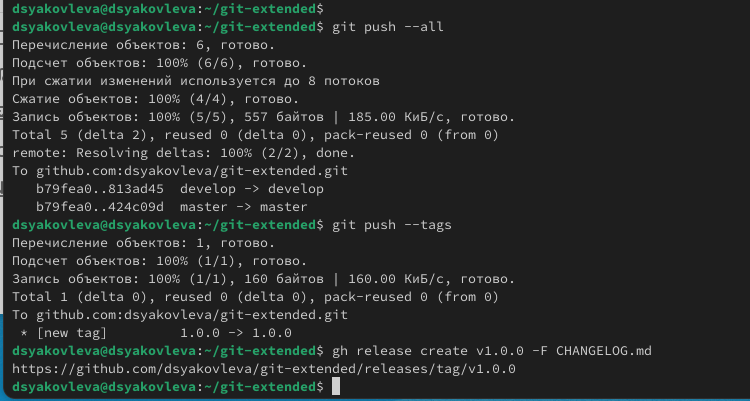 dsyakovleva@dsyakovleva:~/git-extended$
dsyakovleva@dsyakovleva:~/git-extended$ git push --all
Перечисление объектов: 6, готово.
Подсчет объектов: 100% (6/6), готово.
При сжатии изменений используется до 8 потоков
Сжатие объектов: 100% (4/4), готово.
Запись объектов: 100% (5/5), 557 байтов | 185.00 КиБ/с, готово.
Total 5 (delta 2), reused 0 (delta 0), pack-reused 0 (from 0)
remote: Resolving deltas: 100% (2/2), done.
To github.com:dsyakovleva/git-extended.git
   b79fea0..813ad45  develop -> develop
   b79fea0..424c09d  master -> master
dsyakovleva@dsyakovleva:~/git-extended$ git push --tags
Перечисление объектов: 1, готово.
Подсчет объектов: 100% (1/1), готово.
Запись объектов: 100% (1/1), 160 байтов | 160.00 КиБ/с, готово.
Total 1 (delta 0), reused 0 (delta 0), pack-reused 0 (from 0)
To github.com:dsyakovleva/git-extended.git
 * [new tag]         1.0.0 -> 1.0.0
dsyakovleva@dsyakovleva:~/git-extended$ gh release create v1.0.0 -F CHANGELOG.md
https://github.com/dsyakovleva/git-extended/releases/tag/v1.0.0
dsyakovleva@dsyakovleva:~/git-extended$